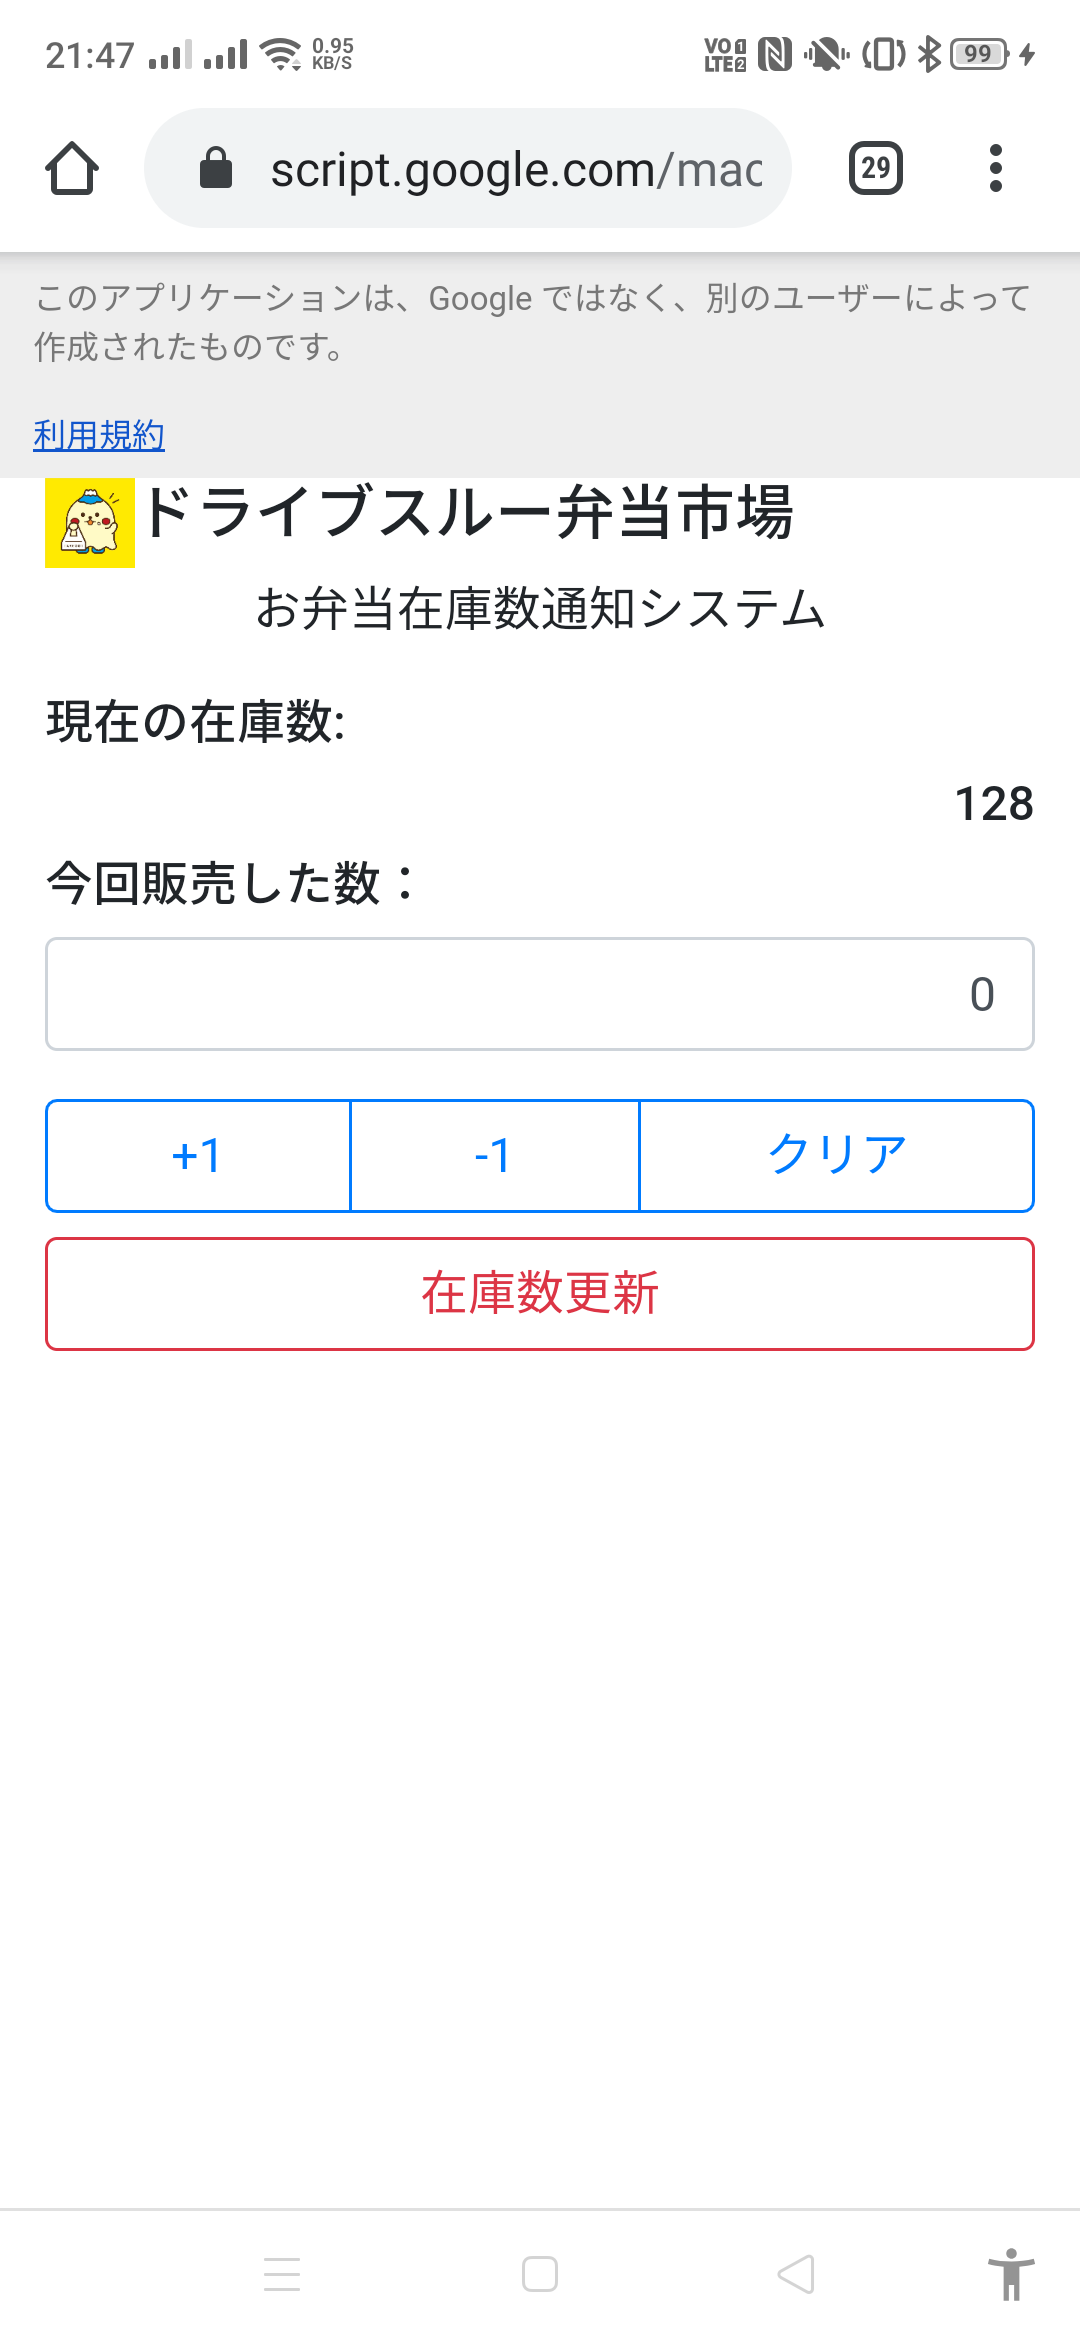 21:47
0.95
KB/S
VO 1
LTE 2
99
script.google.com/mac
29
このアプリケーションは、Google ではなく、別のユーザーによって
作成されたものです。
利用規約
ドライブスルー弁当市場
お弁当在庫数通知システム
現在の在庫数:
128
今回販売した数：
0
+1
-1
クリア
在庫数更新